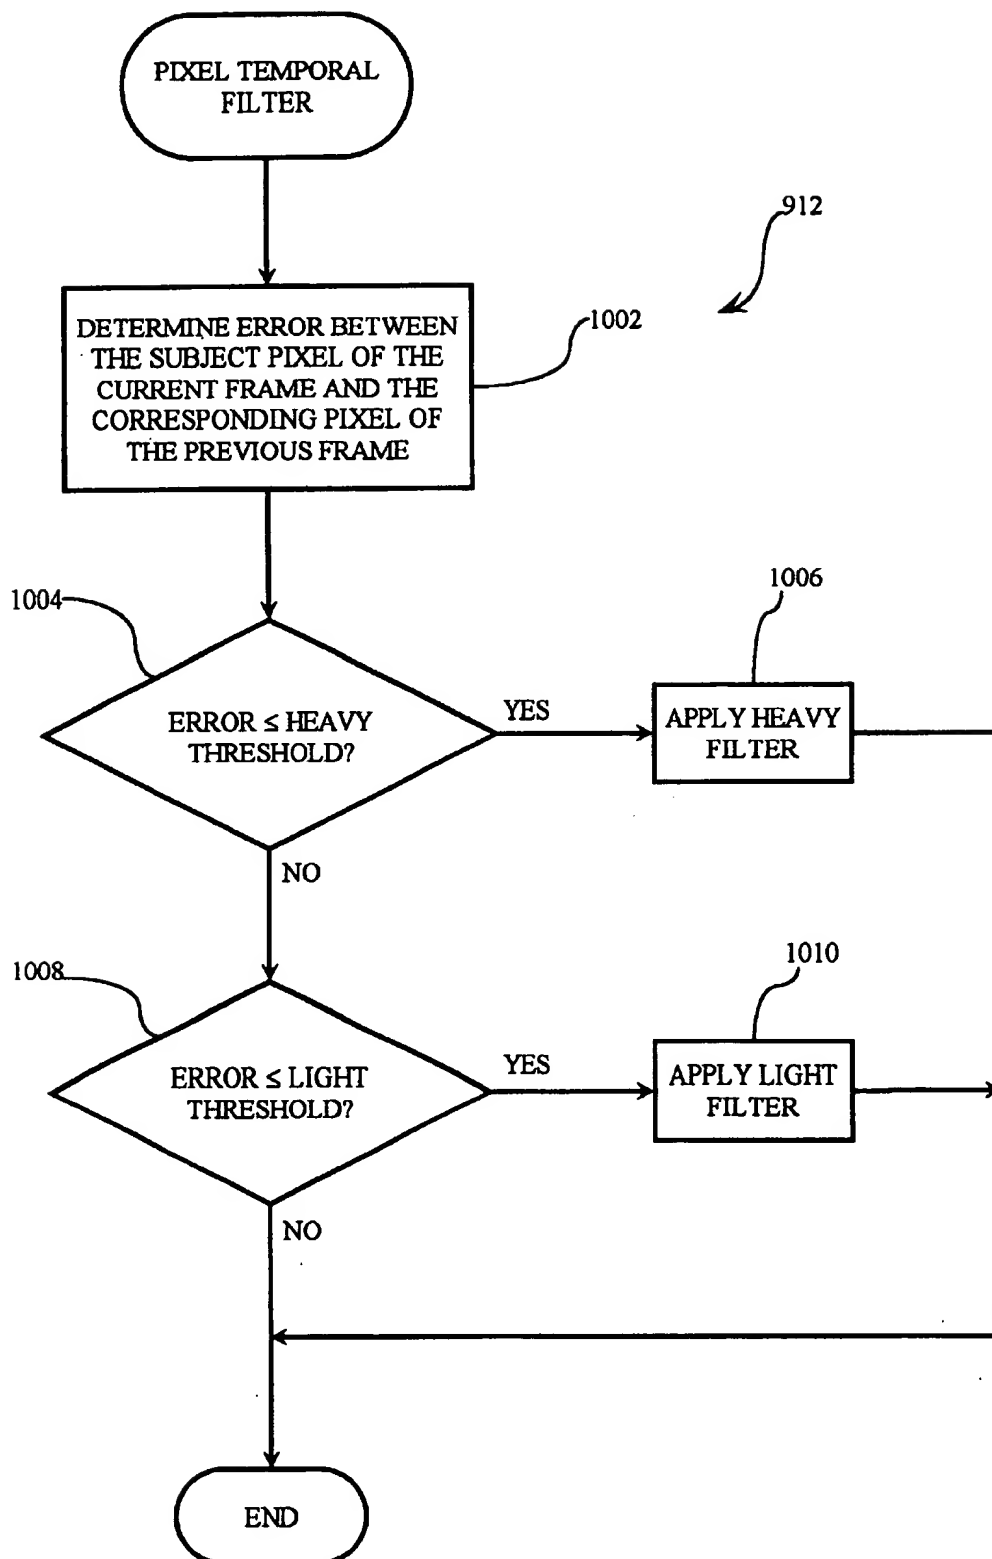 PIXEL TEMPORAL
FILTER
912
DETERMINE ERROR BETWEEN
THE SUBJECT PIXEL OF THE
CURRENT FRAME AND THE
CORRESPONDING PIXEL OF
THE PREVIOUS FRAME
1002
1004
ERROR ≤ HEAVY
THRESHOLD?
YES
1006
APPLY HEAVY
FILTER
NO
1008
ERROR ≤ LIGHT
THRESHOLD?
YES
1010
APPLY LIGHT
FILTER
NO
END